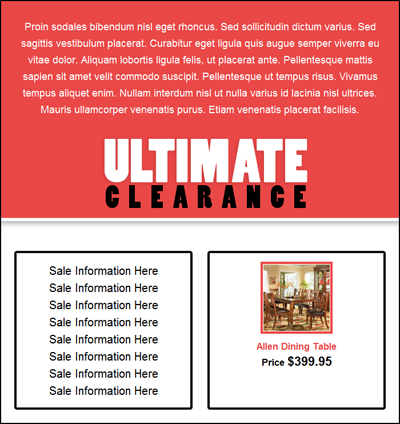 Proin sodales bibendum nisl eget rhoncus. Sed sollicitudin dictum varius. Sed
sagittis vestibulum placerat. Curabitur eget ligula quis augue semper viverra eu
vitae dolor. Aliquam lobortis ligula felis, ut placerat ante. Pellentesque mattis
sapien sit amet velit commodo suscipit. Pellentesque ut tempus risus. Vivamus
tempus aliquet enim. Nullam interdum nisl ut nulla varius id lacinia nisl ultrices.
Mauris ullamcorper venenatis purus. Etiam venenatis placerat facilisis.
ULTIMATE
CLEARANCE
Sale Information Here
Sale Information Here
Sale Information Here
Sale Information Here
Sale Information Here
Sale Information Here
Sale Information Here
Sale Information Here
Allen Dining Table
Price $399.95